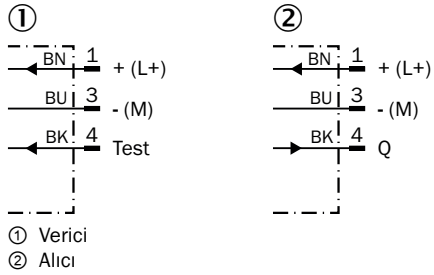 ① ②
BN 1 + (L+) BN 1 + (L+)
BU 3 - (M) BU 3 - (M)
BK 4 Test BK 4 Q
① Verici
② Alıcı